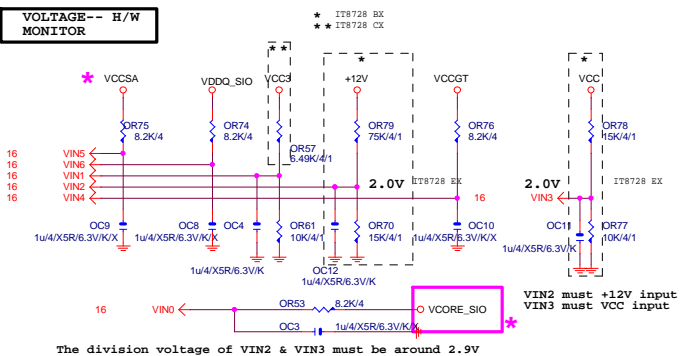 VOLTAGE-- H/W
MONITOR
* IT8728 BX
** IT8728 CX
**
*
*
* VCCSA
VDDQ_SIO
VCC3
+12V
VCCGT
VCC
OR75
8.2K/4
OR74
8.2K/4
OR57
6.49K/4/1
OR79
75K/4/1
OR76
8.2K/4
OR78
15K/4/1
16 VIN5
16 VIN6
16 VIN1
16 VIN2
16 VIN4
2.0V
IT8728 EX
16
2.0V
VIN3
IT8728 EX
OC9
1u/4/X5R/6.3V/K/X
OC8
1u/4/X5R/6.3V/K/X
OC4
1u/4/X5R/6.3V/K
OR61
10K/4/1
OC12
1u/4/X5R/6.3V/K
OR70
15K/4/1
OC10
1u/4/X5R/6.3V/K/X
OC11
1u/4/X5R/6.3V/K
OR77
10K/4/1
16 VIN0
OR53
8.2K/4
VCORE_SIO
*
OC3
1u/4/X5R/6.3V/K/X
VIN2 must +12V input
VIN3 must VCC input
The division voltage of VIN2 & VIN3 must be around 2.9V